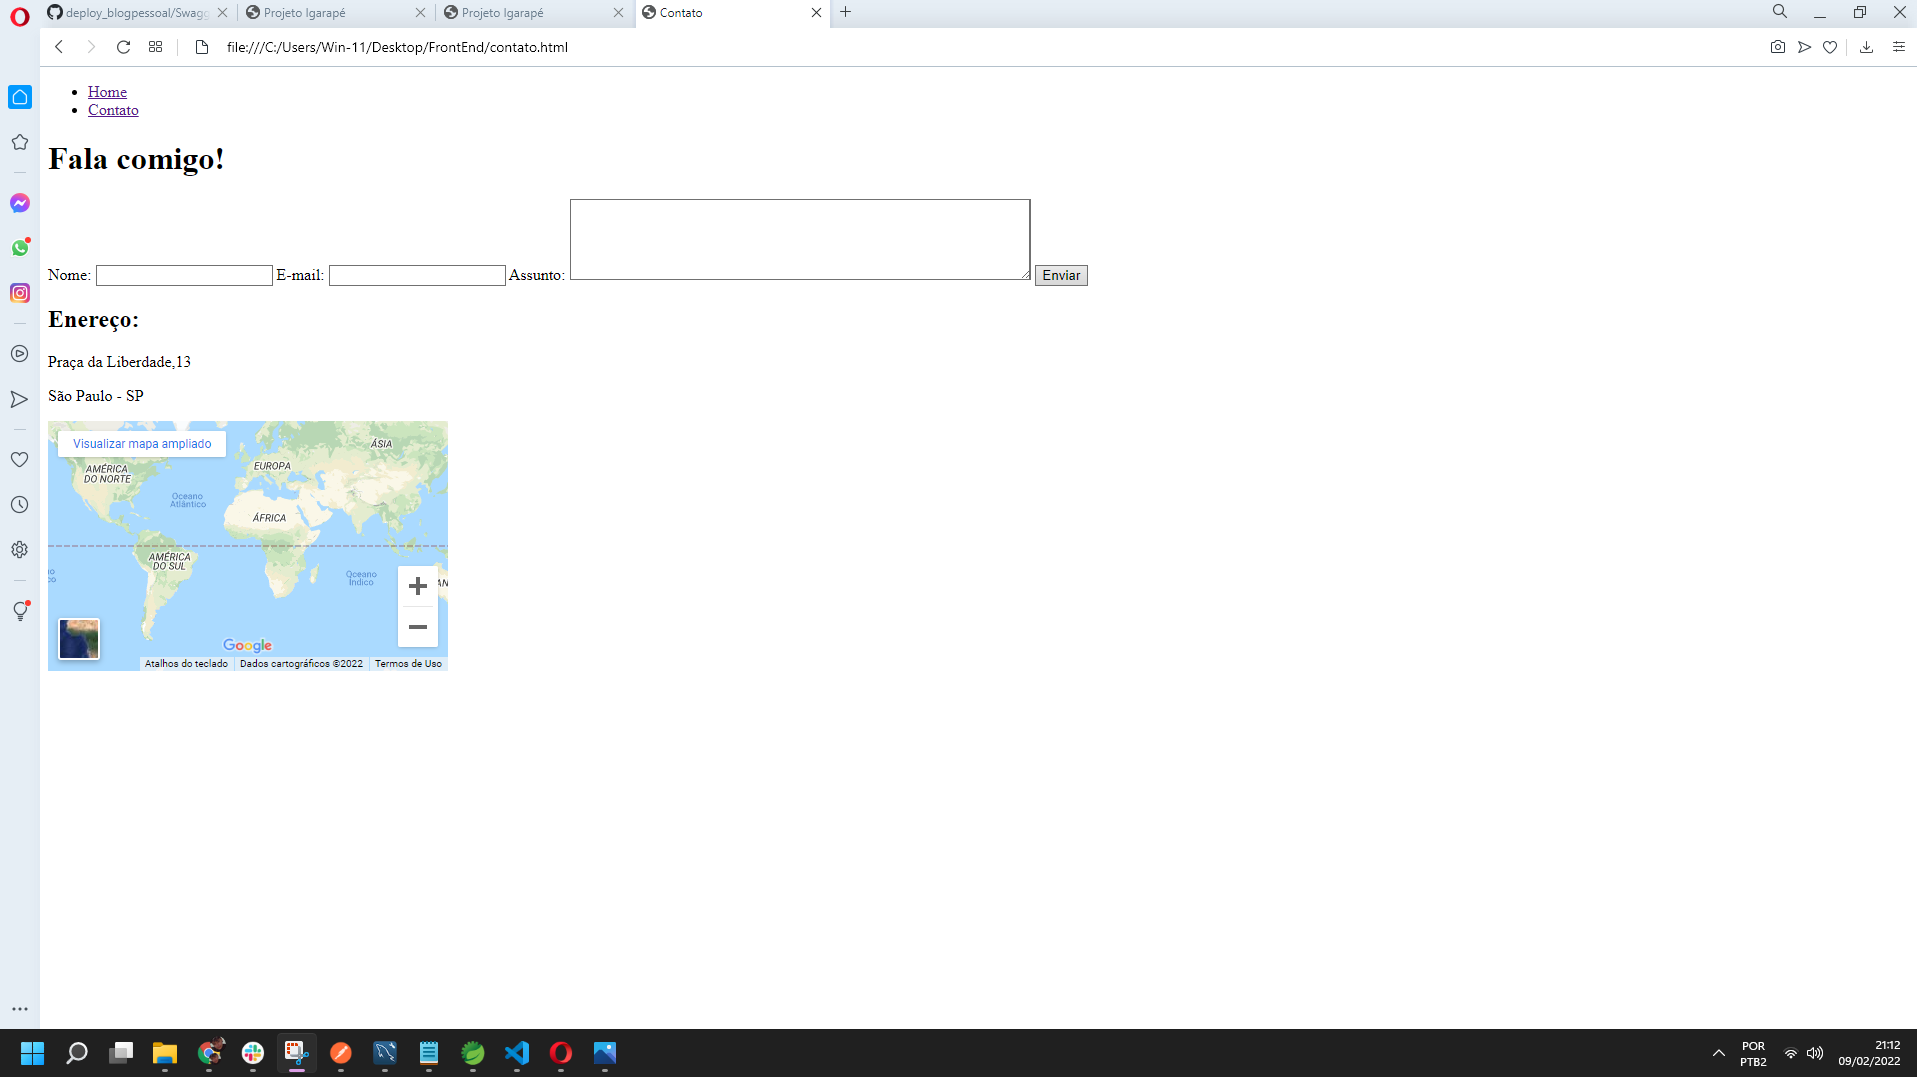 deploy_blogpessoal/Swagg
Projeto Igarapé
Projeto Igarapé
Contato
file:///C:/Users/Win-11/Desktop/FrontEnd/contato.html
Home
Contato
Fala comigo!
Nome: E-mail: Assunto: Enviar
Enereço:
Praça da Liberdade,13
São Paulo - SP
Visualizar mapa ampliado
ÁSIA
EUROPA
AMÉRICA
DO NORTE
Oceano
Atlântico
ÁFRICA
AMÉRICA
DO SUL
Oceano
Índico
AN
Google
Atalhos do teclado
Dados cartográficos ©2022
Termos de Uso
POR
PTB2
21:12
09/02/2022